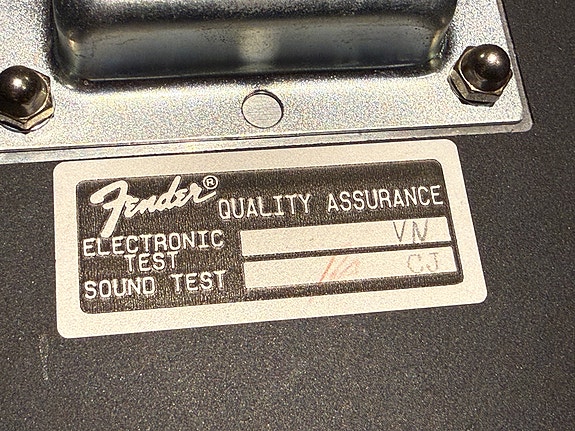 Fender® QUALITY ASSURANCE
ELECTRONIC TEST VN
SOUND TEST CJ